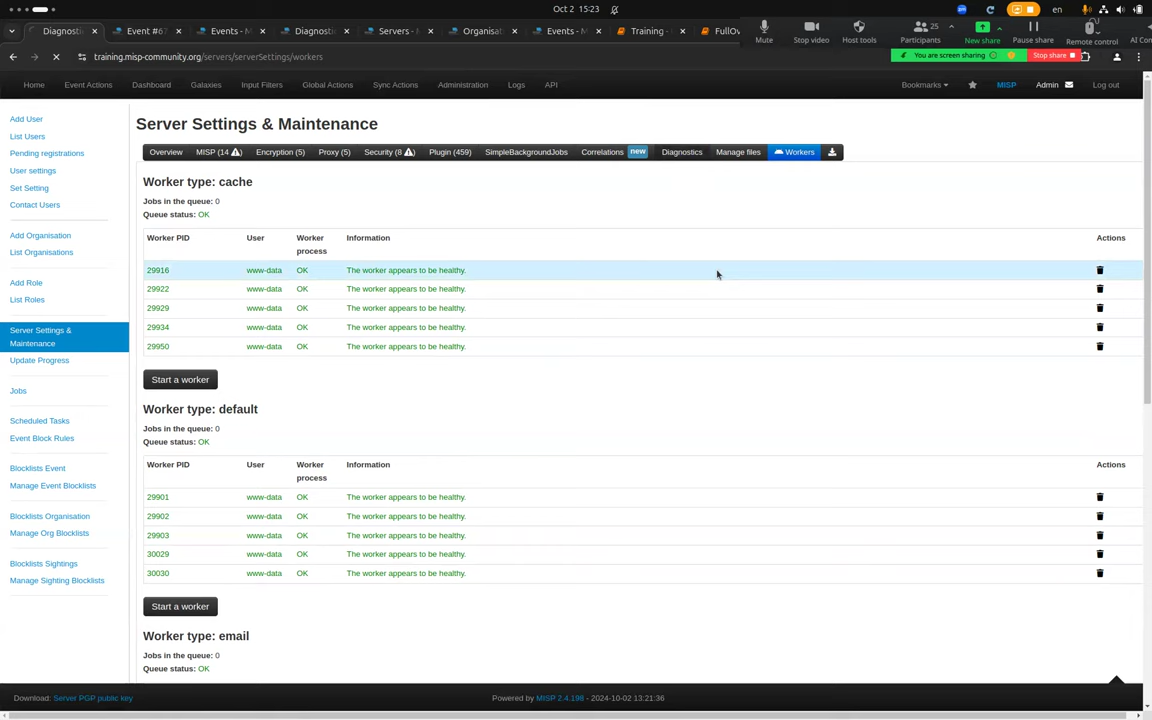 Oct 2 15:23
en
Diagnosti
Event #67
Events - M
Diagnosti
Servers - M
Organisat
Events - M
Training -
FullOv
Mute
Stop video
Host tools
25
Participants
New share
Pause share
Remote control
AI Con
You are screen sharing
Stop share
training.misp-community.org/servers/serverSettings/workers
Home
Event Actions
Dashboard
Galaxies
Input Filters
Global Actions
Sync Actions
Administration
Logs
API
Bookmarks
MISP
Admin
Log out
Add User
List Users
Pending registrations
User settings
Set Setting
Contact Users
Add Organisation
List Organisations
Add Role
List Roles
Server Settings &
Maintenance
Update Progress
Jobs
Scheduled Tasks
Event Block Rules
Blocklists Event
Manage Event Blocklists
Blocklists Organisation
Manage Org Blocklists
Blocklists Sightings
Manage Sighting Blocklists
Server Settings & Maintenance
Overview
MISP (14 )
Encryption (5)
Proxy (5)
Security (8 )
Plugin (459)
SimpleBackgroundJobs
Correlations new
Diagnostics
Manage files
Workers
Worker type: cache
Jobs in the queue: 0
Queue status: OK
Worker PID User Worker process Information Actions
29916 www-data OK The worker appears to be healthy.
29922 www-data OK The worker appears to be healthy.
29929 www-data OK The worker appears to be healthy.
29934 www-data OK The worker appears to be healthy.
29950 www-data OK The worker appears to be healthy.
Start a worker
Worker type: default
Jobs in the queue: 0
Queue status: OK
Worker PID User Worker process Information Actions
29901 www-data OK The worker appears to be healthy.
29902 www-data OK The worker appears to be healthy.
29903 www-data OK The worker appears to be healthy.
30029 www-data OK The worker appears to be healthy.
30030 www-data OK The worker appears to be healthy.
Start a worker
Worker type: email
Jobs in the queue: 0
Queue status: OK
Download: Server PGP public key
Powered by MISP 2.4.198 - 2024-10-02 13:21:36